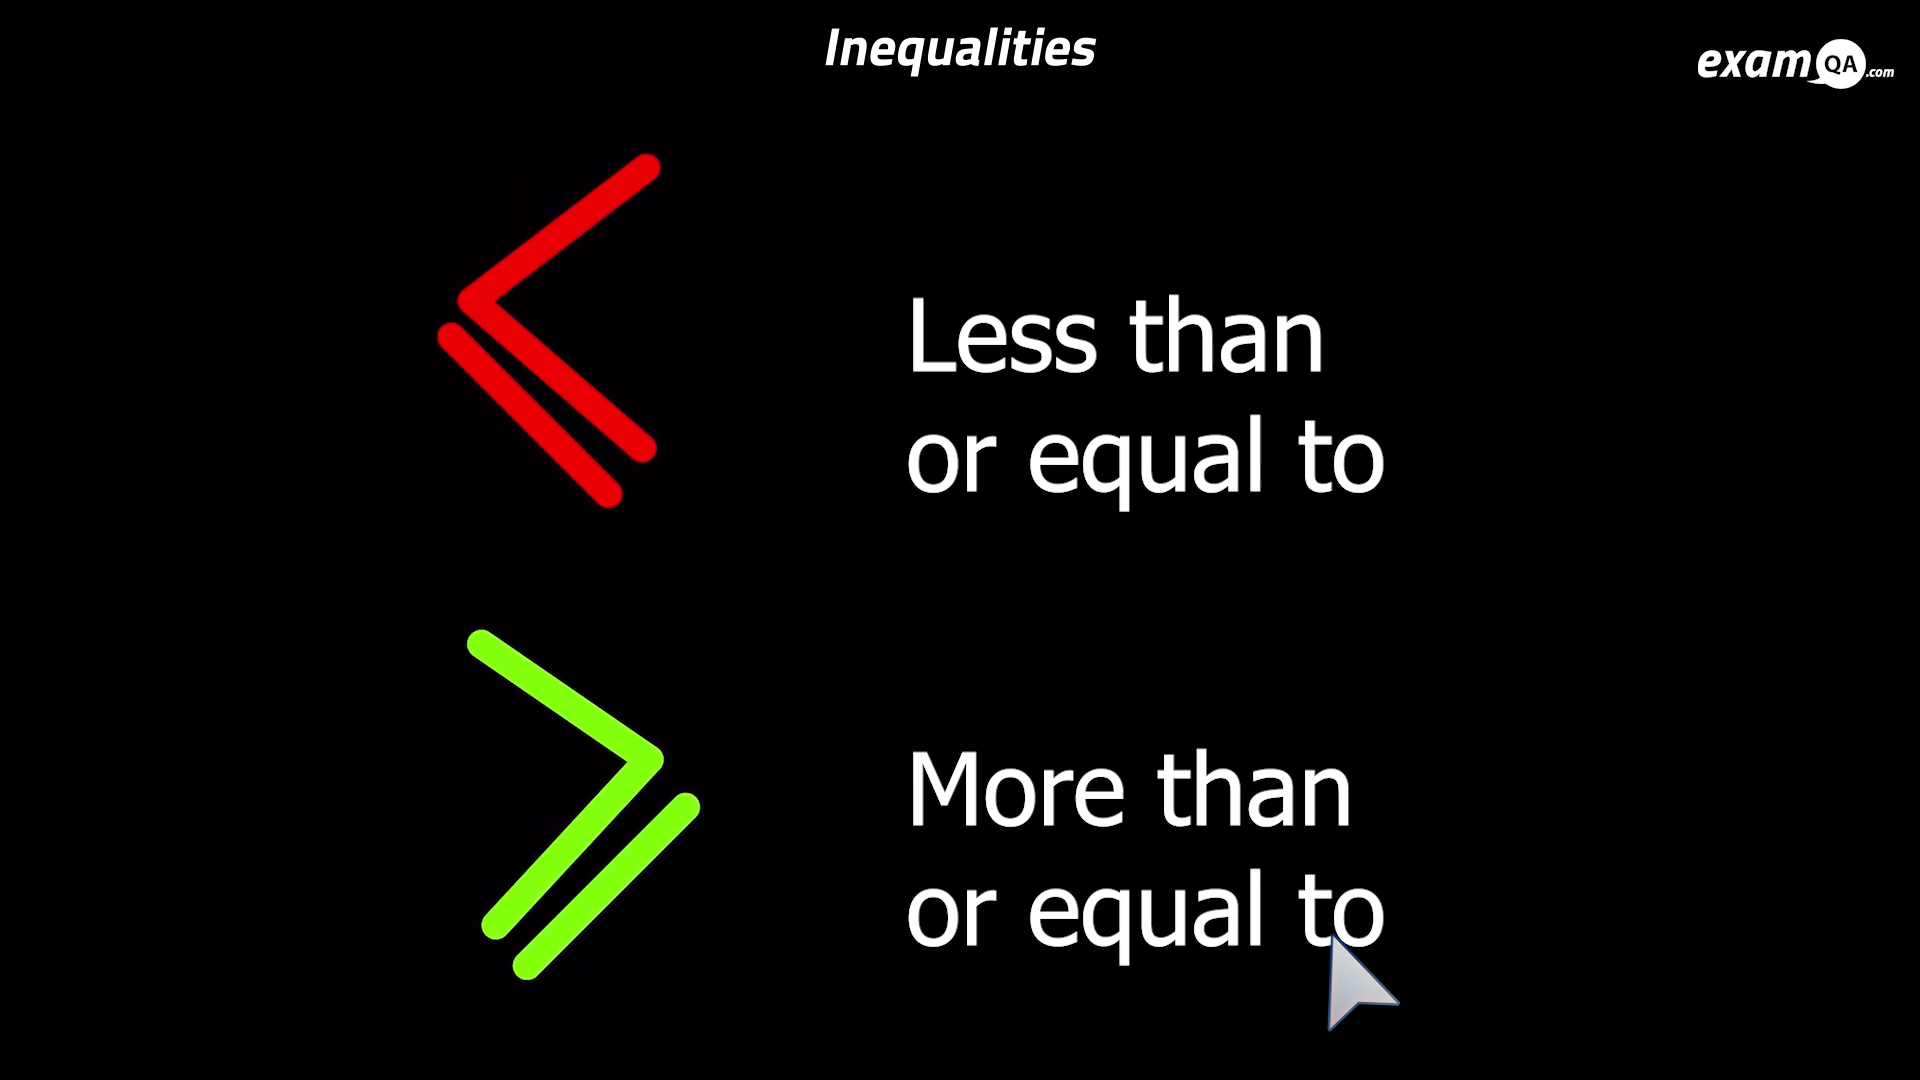 Inequalities
examQA.com
⩽ Less than
or equal to
⩾ More than
or equal to